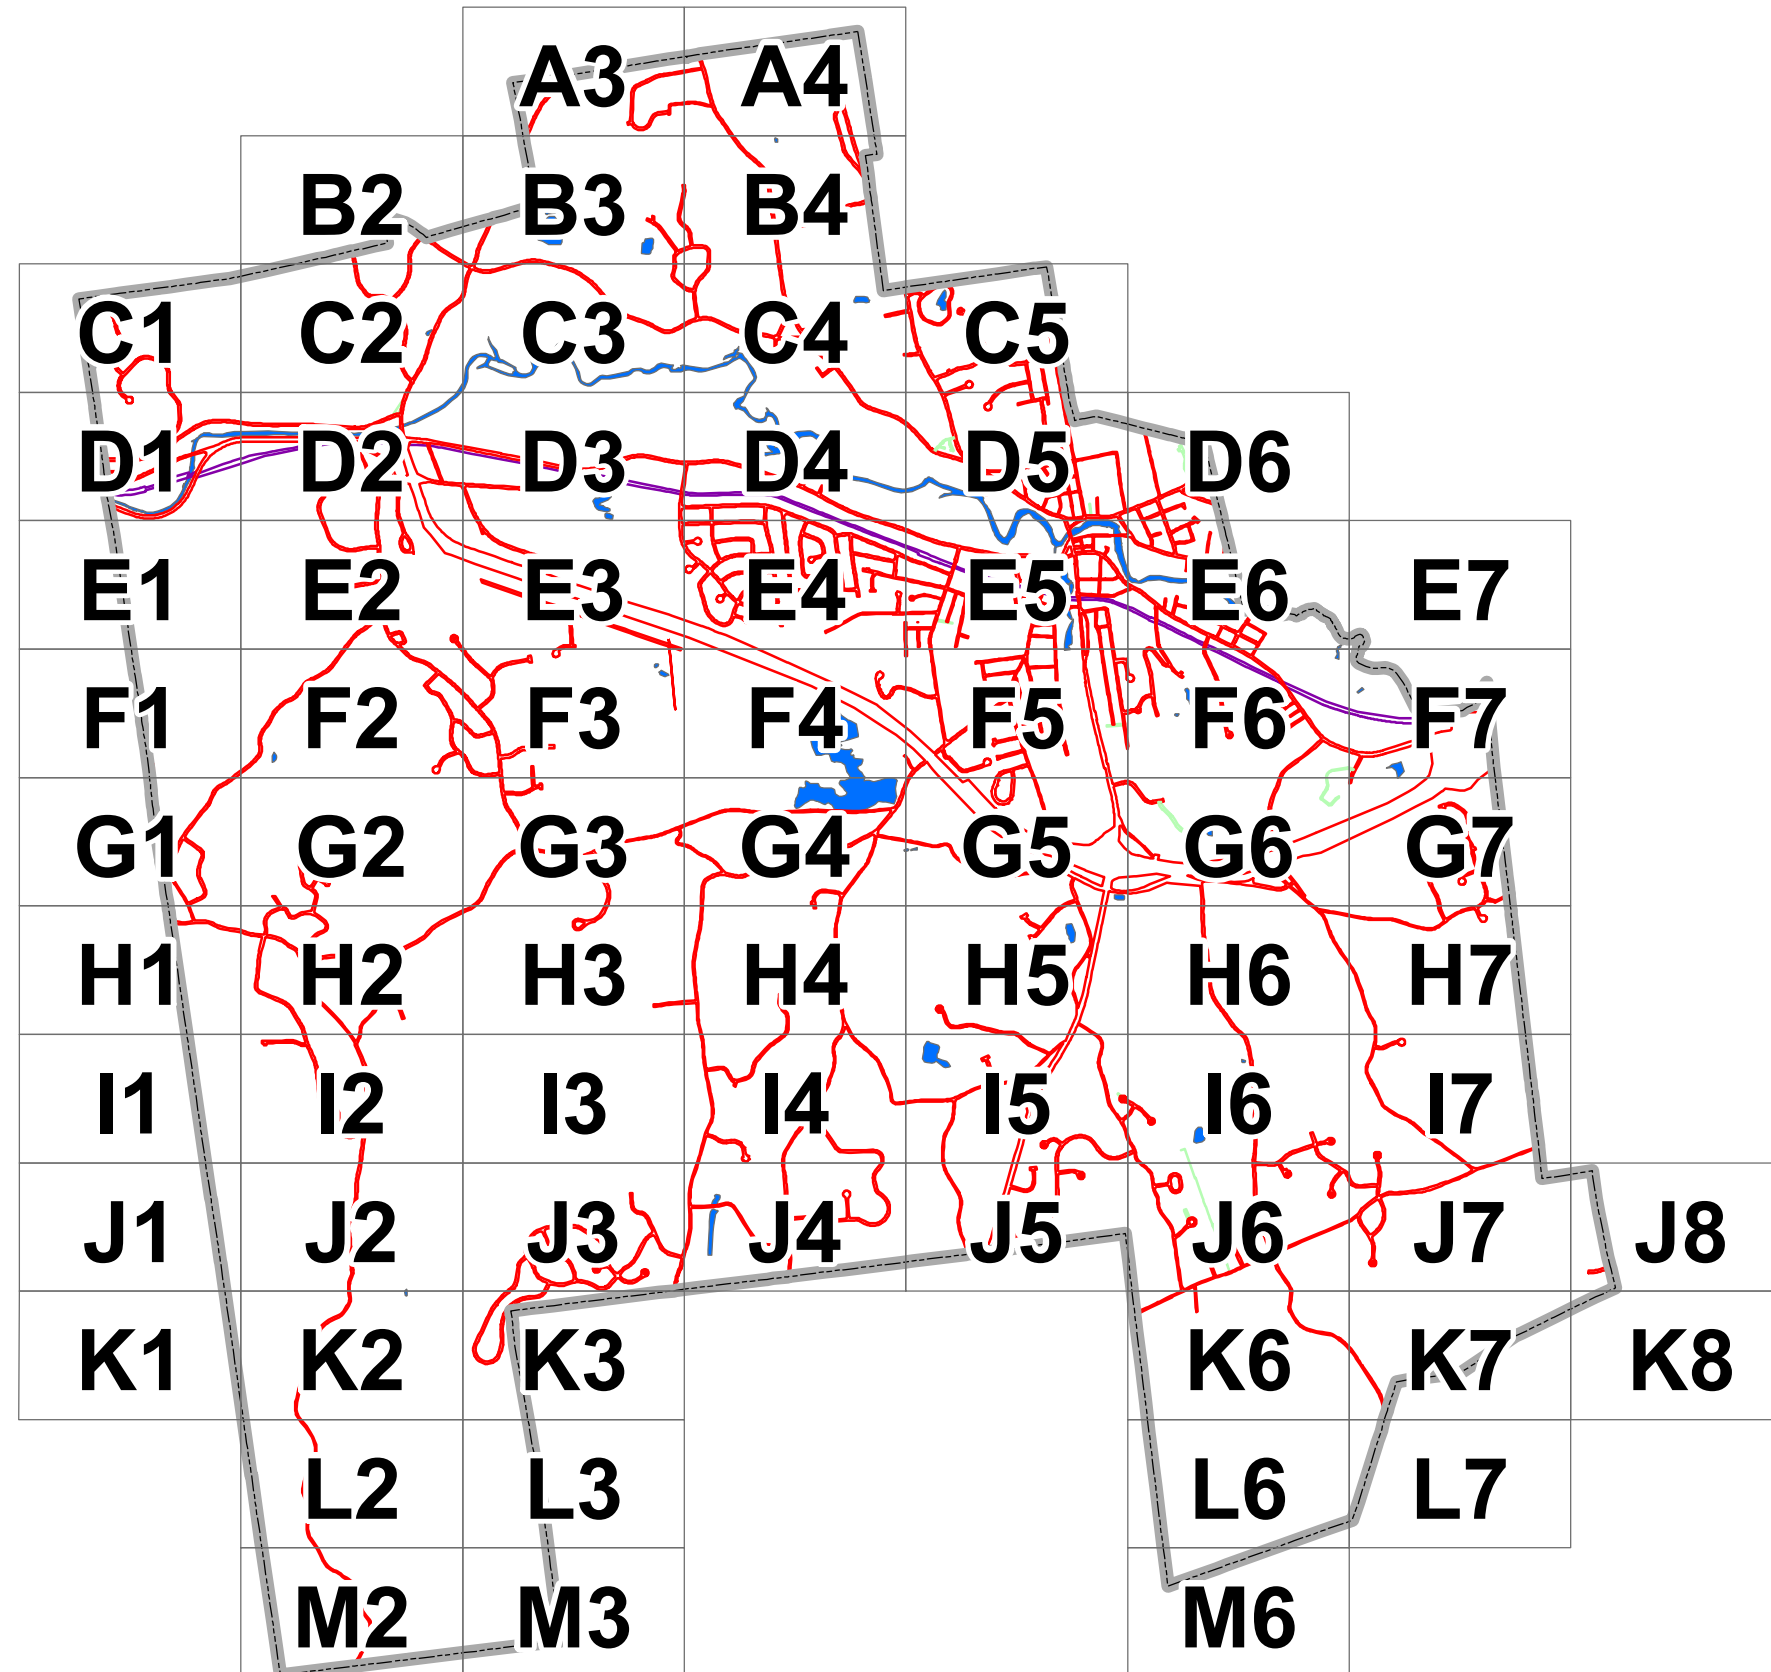 A3 A4
B2 B3 B4
C1 C2 C3 C4 C5
D1 D2 D3 D4 D5 D6
E1 E2 E3 E4 E5 E6 E7
F1 F2 F3 F4 F5 F6 F7
G1 G2 G3 G4 G5 G6 G7
H1 H2 H3 H4 H5 H6 H7
I1 I2 I3 I4 I5 I6 I7
J1 J2 J3 J4 J5 J6 J7 J8
K1 K2 K3 K6 K7 K8
L2 L3 L6 L7
M2 M3 M6